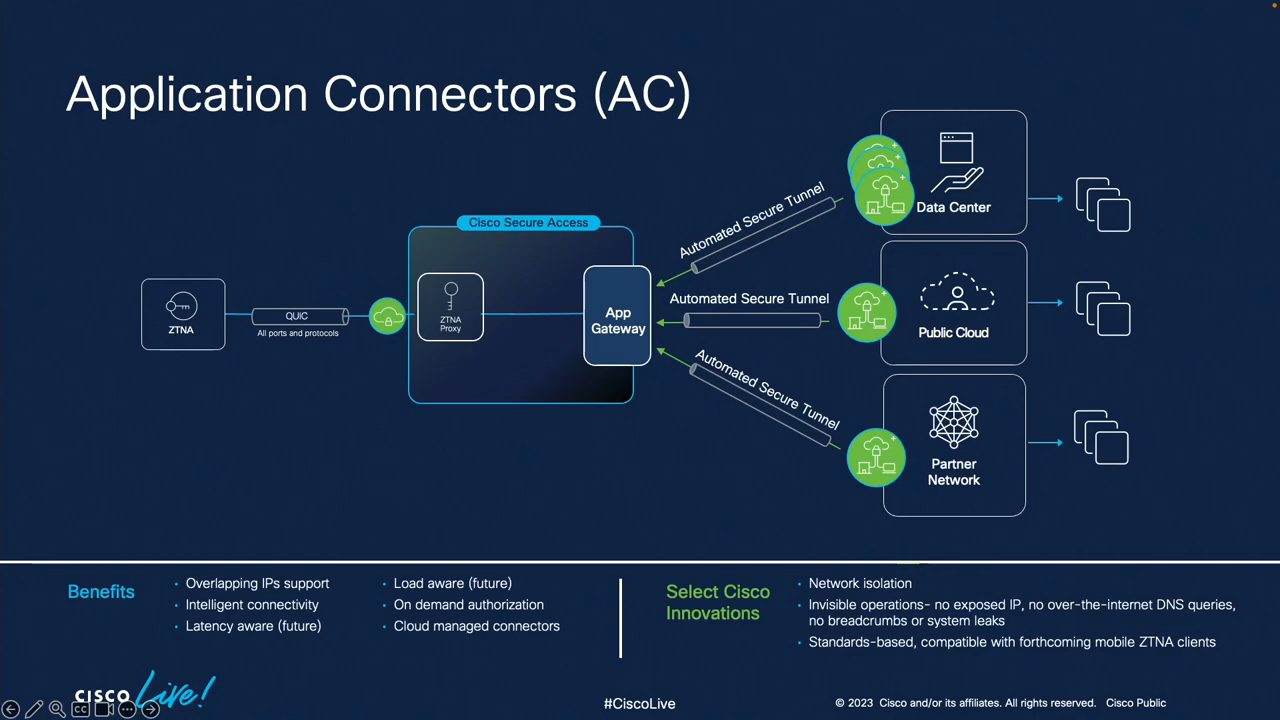 Application Connectors (AC)
Cisco Secure Access
ZTNA
QUIC
All ports and protocols
ZTNA
Proxy
App
Gateway
Automated Secure Tunnel
Automated Secure Tunnel
Automated Secure Tunnel
Data Center
Public Cloud
Partner
Network
Benefits
• Overlapping IPs support
• Intelligent connectivity
• Latency aware (future)
• Load aware (future)
• On demand authorization
• Cloud managed connectors
Select Cisco
Innovations
• Network isolation
• Invisible operations- no exposed IP, no over-the-internet DNS queries,
no breadcrumbs or system leaks
• Standards-based, compatible with forthcoming mobile ZTNA clients
CISCO Live!
CC
#CiscoLive
© 2023 Cisco and/or its affiliates. All rights reserved. Cisco Public